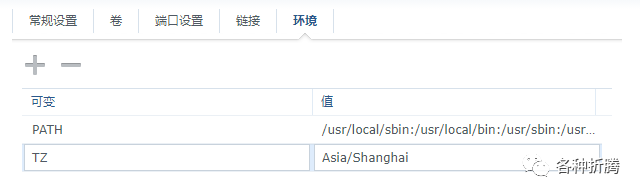 常规设置 卷 端口设置 链接 环境
可变 值
PATH /usr/local/sbin:/usr/local/bin:/usr/sbin:/usr...
TZ Asia/Shanghai
各种折腾